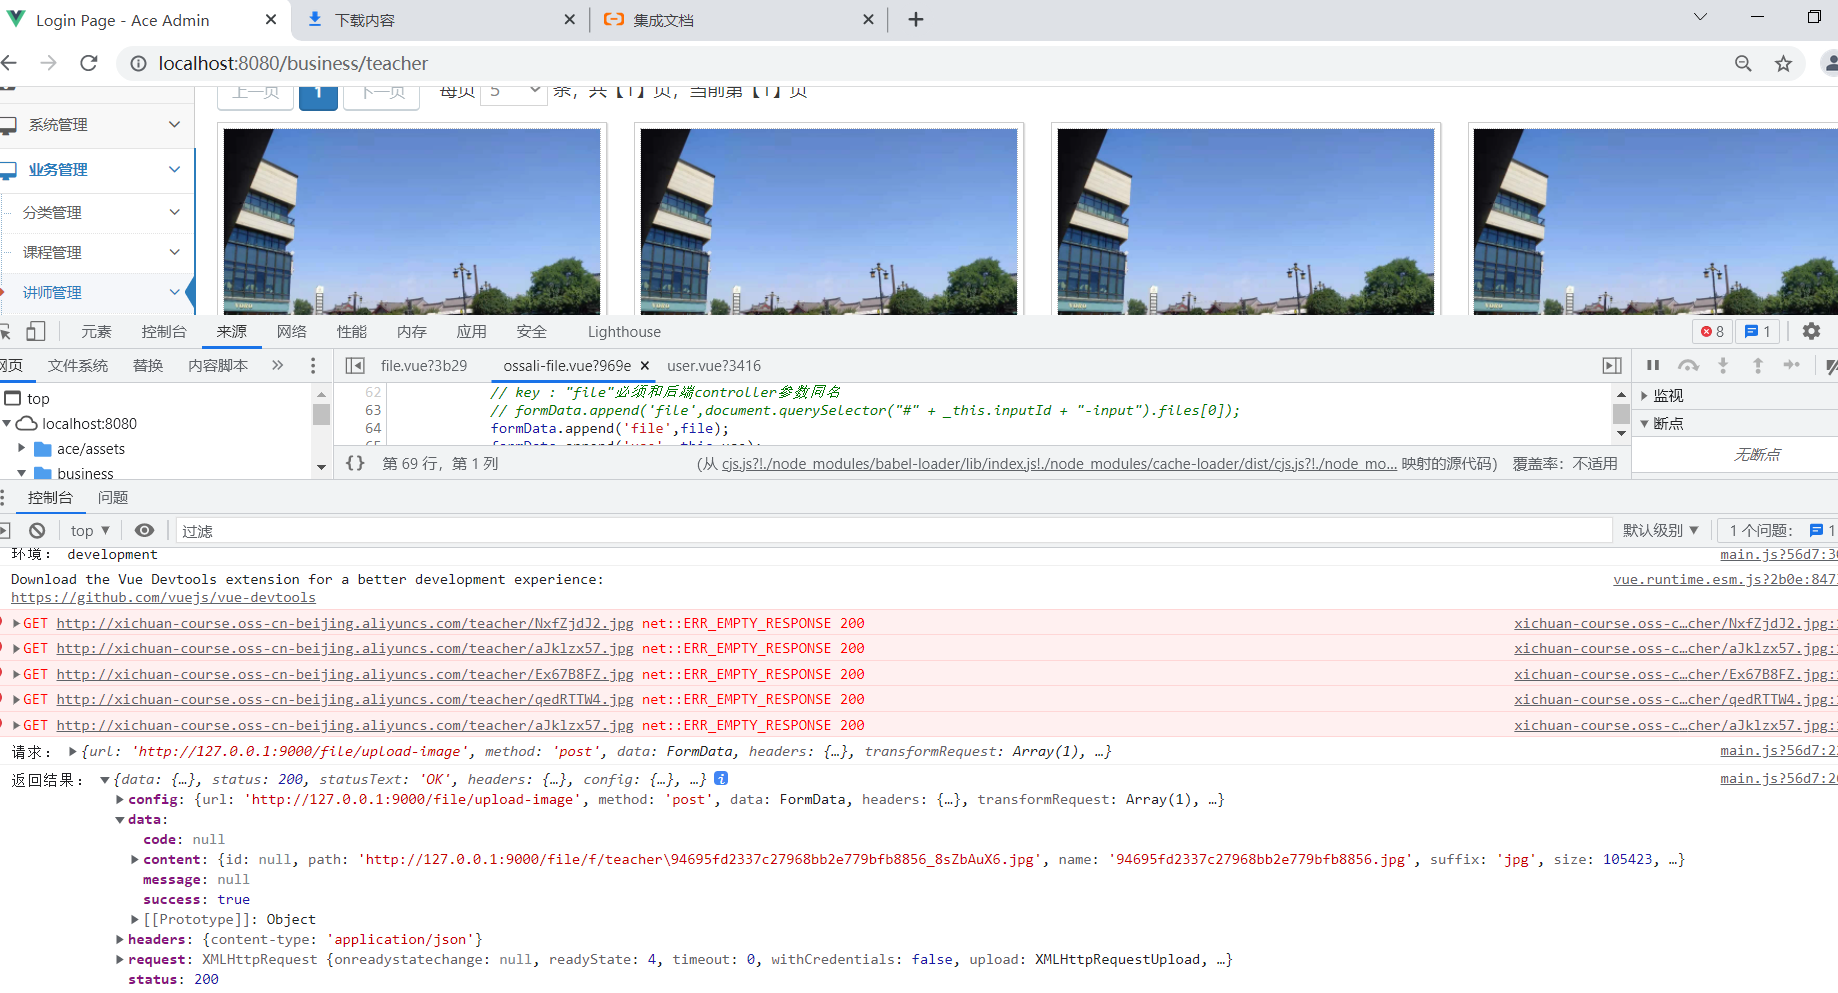 Login Page - Ace Admin
下载内容
集成文档
localhost:8080/business/teacher
上一页 1 下一页 每页 5 条，共【1】页，当前第【1】页
系统管理
业务管理
分类管理
课程管理
讲师管理
元素 控制台 来源 网络 性能 内存 应用 安全 Lighthouse 8 1
网页 文件系统 替换 内容脚本 »
file.vue?3b29 ossali-file.vue?969e user.vue?3416
top
localhost:8080
ace/assets
business
62 // key : "file"必须和后端controller参数同名
63 // formData.append('file',document.querySelector("#" + _this.inputId + "-input").files[0]);
64 formData.append('file',file);
65 formData.append('use', _this.use);
{} 第 69 行，第 1 列 (从 cjs.js?!./node_modules/babel-loader/lib/index.js!./node_modules/cache-loader/dist/cjs.js?!./node_mo... 映射的源代码) 覆盖率：不适用
监视
断点
无断点
控制台 问题
top ▼ 过滤 默认级别 ▼ 1 个问题： 1
环境： development main.js?56d7:30
Download the Vue Devtools extension for a better development experience: vue.runtime.esm.js?2b0e:847
https://github.com/vuejs/vue-devtools
GET http://xichuan-course.oss-cn-beijing.aliyuncs.com/teacher/NxfZjdJ2.jpg net::ERR_EMPTY_RESPONSE 200 xichuan-course.oss-c…cher/NxfZjdJ2.jpg:
GET http://xichuan-course.oss-cn-beijing.aliyuncs.com/teacher/aJklzx57.jpg net::ERR_EMPTY_RESPONSE 200 xichuan-course.oss-c…cher/aJklzx57.jpg:
GET http://xichuan-course.oss-cn-beijing.aliyuncs.com/teacher/Ex67B8FZ.jpg net::ERR_EMPTY_RESPONSE 200 xichuan-course.oss-c…cher/Ex67B8FZ.jpg:
GET http://xichuan-course.oss-cn-beijing.aliyuncs.com/teacher/qedRTTW4.jpg net::ERR_EMPTY_RESPONSE 200 xichuan-course.oss-c…cher/qedRTTW4.jpg:
GET http://xichuan-course.oss-cn-beijing.aliyuncs.com/teacher/aJklzx57.jpg net::ERR_EMPTY_RESPONSE 200 xichuan-course.oss-c…cher/aJklzx57.jpg:
请求： {url: 'http://127.0.0.1:9000/file/upload-image', method: 'post', data: FormData, headers: {…}, transformRequest: Array(1), …} main.js?56d7:2
返回结果： {data: {…}, status: 200, statusText: 'OK', headers: {…}, config: {…}, …} main.js?56d7:2
config: {url: 'http://127.0.0.1:9000/file/upload-image', method: 'post', data: FormData, headers: {…}, transformRequest: Array(1), …}
data:
code: null
content: {id: null, path: 'http://127.0.0.1:9000/file/f/teacher\94695fd2337c27968bb2e779bfb8856_8sZbAuX6.jpg', name: '94695fd2337c27968bb2e779bfb8856.jpg', suffix: 'jpg', size: 105423, …}
message: null
success: true
[[Prototype]]: Object
headers: {content-type: 'application/json'}
request: XMLHttpRequest {onreadystatechange: null, readyState: 4, timeout: 0, withCredentials: false, upload: XMLHttpRequestUpload, …}
status: 200